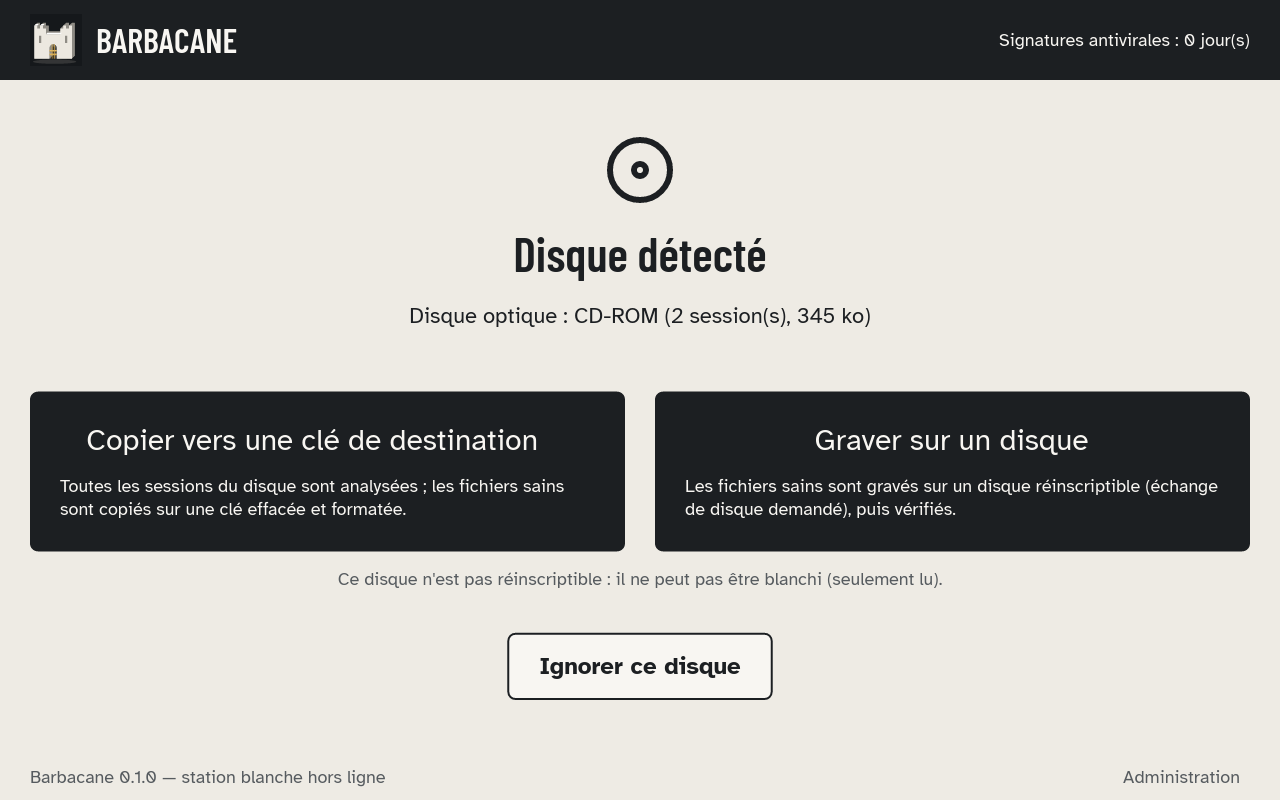 BARBACANE
Signatures antivirales : 0 jour(s)
Disque détecté
Disque optique : CD-ROM (2 session(s), 345 ko)
Copier vers une clé de destination
Toutes les sessions du disque sont analysées ; les fichiers sains
sont copiés sur une clé effacée et formatée.
Graver sur un disque
Les fichiers sains sont gravés sur un disque réinscriptible (échange
de disque demandé), puis vérifiés.
Ce disque n'est pas réinscriptible : il ne peut pas être blanchi (seulement lu).
Ignorer ce disque
Barbacane 0.1.0 — station blanche hors ligne
Administration